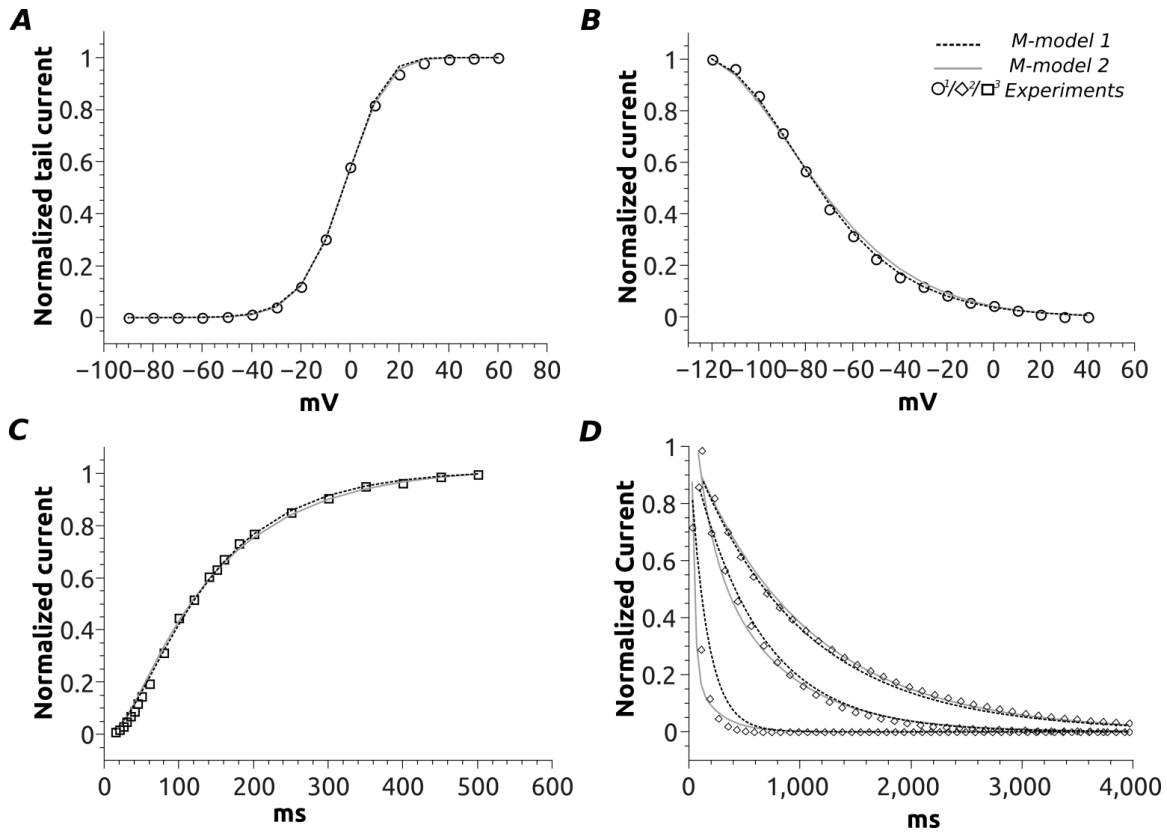 A
Normalized tail current
1
0.8
0.6
0.4
0.2
0
−100 −80 −60 −40 −20 0 20 40 60 80
mV
B
M-model 1
M-model 2
1/2/3 Experiments
Normalized current
1
0.8
0.6
0.4
0.2
0
−120 −100 −80 −60 −40 −20 0 20 40 60
mV
C
Normalized current
1
0.8
0.6
0.4
0.2
0
0 100 200 300 400 500 600
ms
D
Normalized Current
1
0.8
0.6
0.4
0.2
0
0 1,000 2,000 3,000 4,000
ms